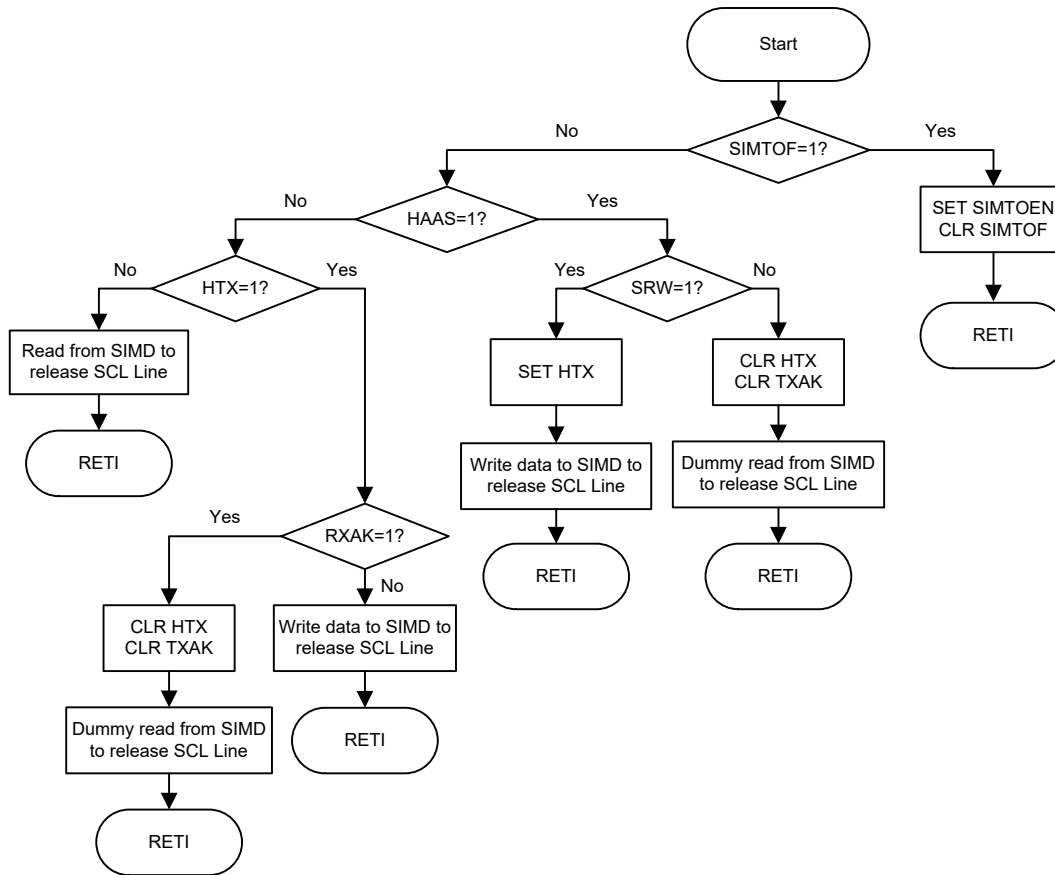 Start
No
Yes
SIMTOF=1?
No
HAAS=1?
Yes
SET SIMTOEN
CLR SIMTOF
No
HTX=1?
Yes
Yes
SRW=1?
No
RETI
Read from SIMD to
release SCL Line
SET HTX
CLR HTX
CLR TXAK
RETI
Write data to SIMD to
release SCL Line
Dummy read from SIMD
to release SCL Line
Yes
RXAK=1?
RETI
RETI
No
CLR HTX
CLR TXAK
Write data to SIMD to
release SCL Line
Dummy read from SIMD
to release SCL Line
RETI
RETI